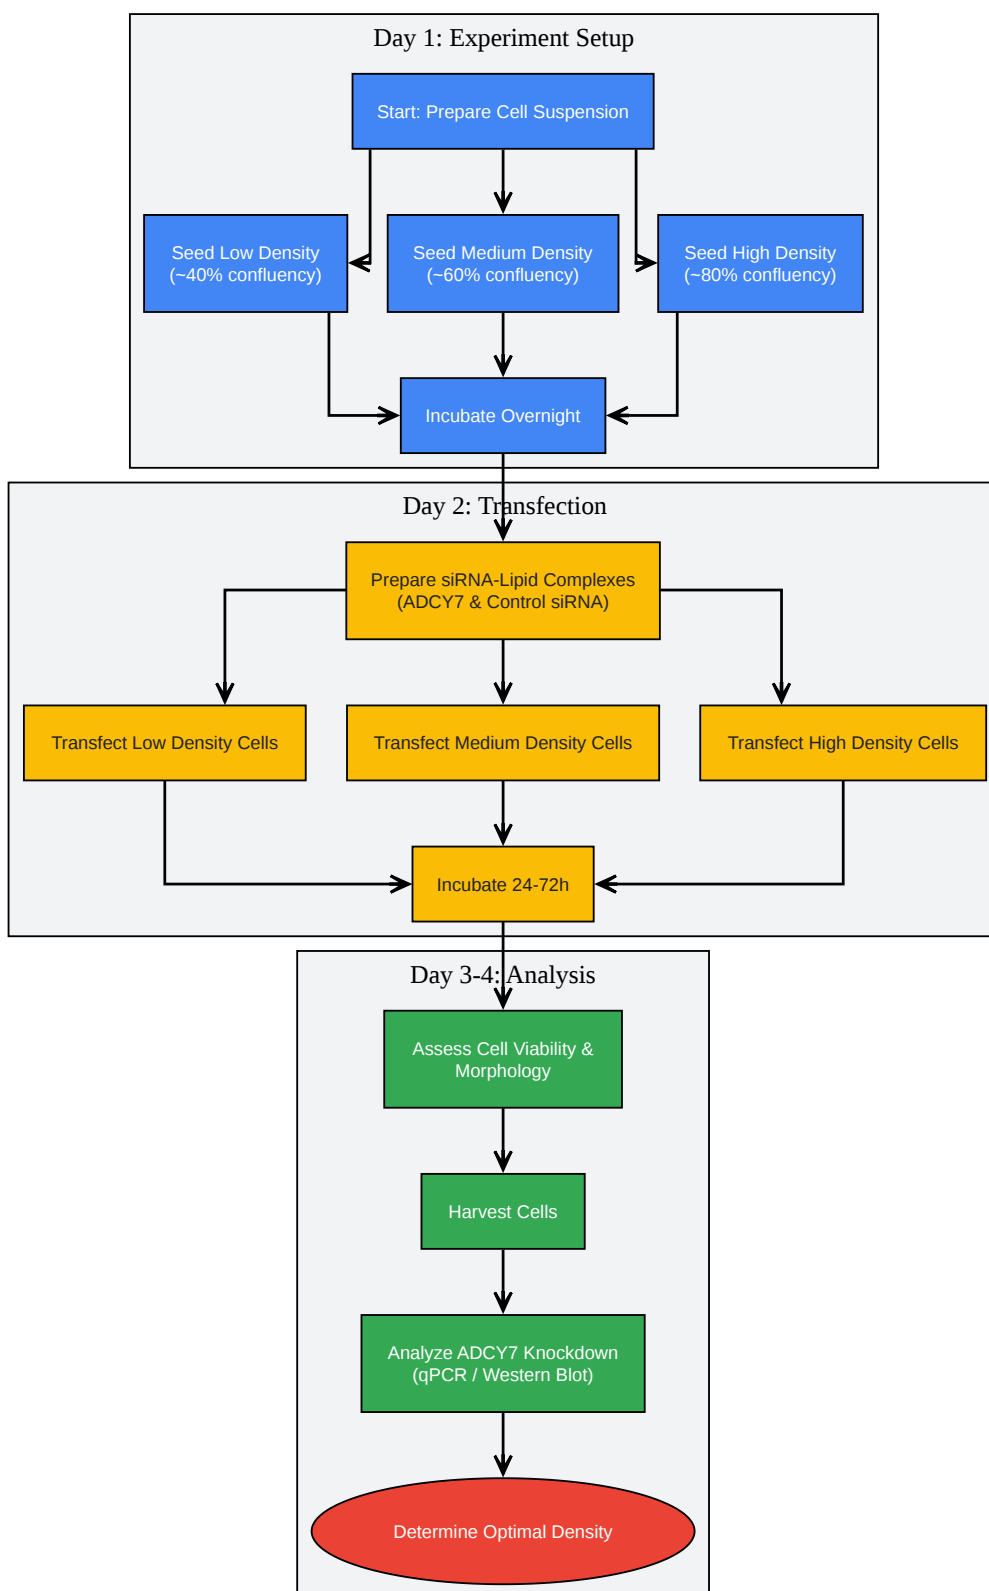 Day 1: Experiment Setup
Start: Prepare Cell Suspension
Seed Low Density
(~40% confluency)
Seed Medium Density
(~60% confluency)
Seed High Density
(~80% confluency)
Incubate Overnight
Day 2: Transfection
Prepare siRNA-Lipid Complexes
(ADCY7 & Control siRNA)
Transfect Low Density Cells
Transfect Medium Density Cells
Transfect High Density Cells
Incubate 24-72h
Day 3-4: Analysis
Assess Cell Viability &
Morphology
Harvest Cells
Analyze ADCY7 Knockdown
(qPCR / Western Blot)
Determine Optimal Density